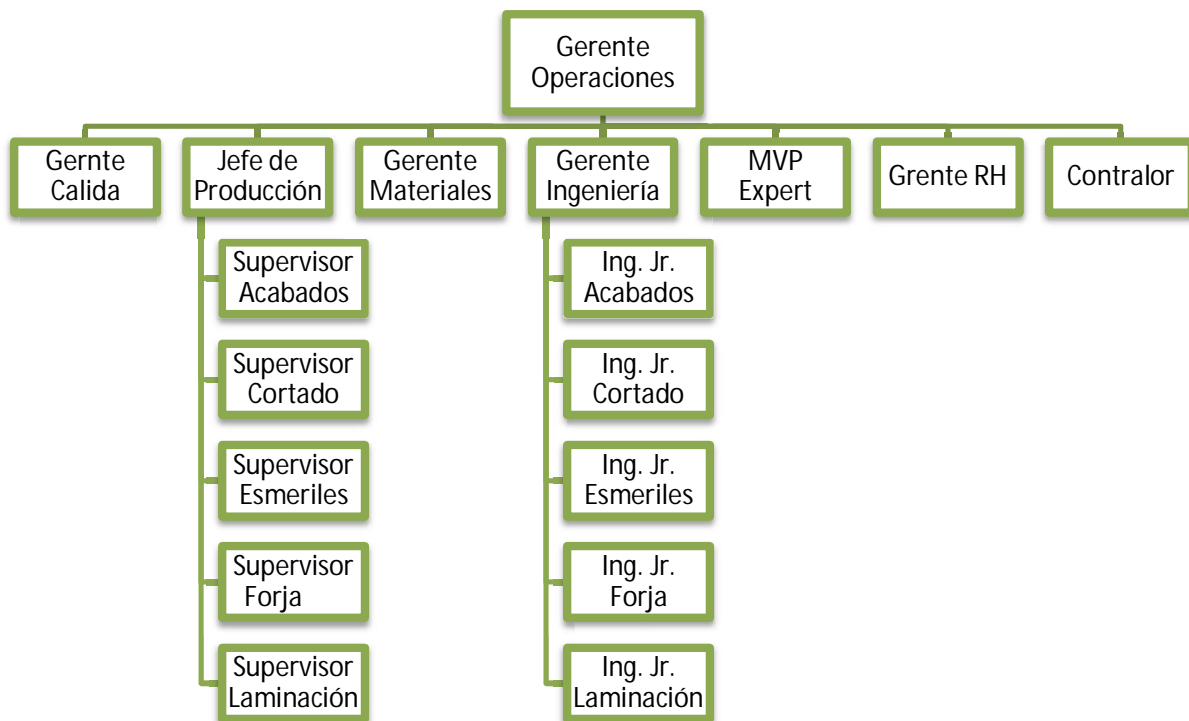 Gerente
Operaciones
Gernte
Calida
Jefe de
Producción
Gerente
Materiales
Gerente
Ingeniería
MVP
Expert
Grente RH
Contralor
Supervisor
Acabados
Supervisor
Cortado
Supervisor
Esmeriles
Supervisor
Forja
Supervisor
Laminación
Ing. Jr.
Acabados
Ing. Jr.
Cortado
Ing. Jr.
Esmeriles
Ing. Jr.
Forja
Ing. Jr.
Laminación